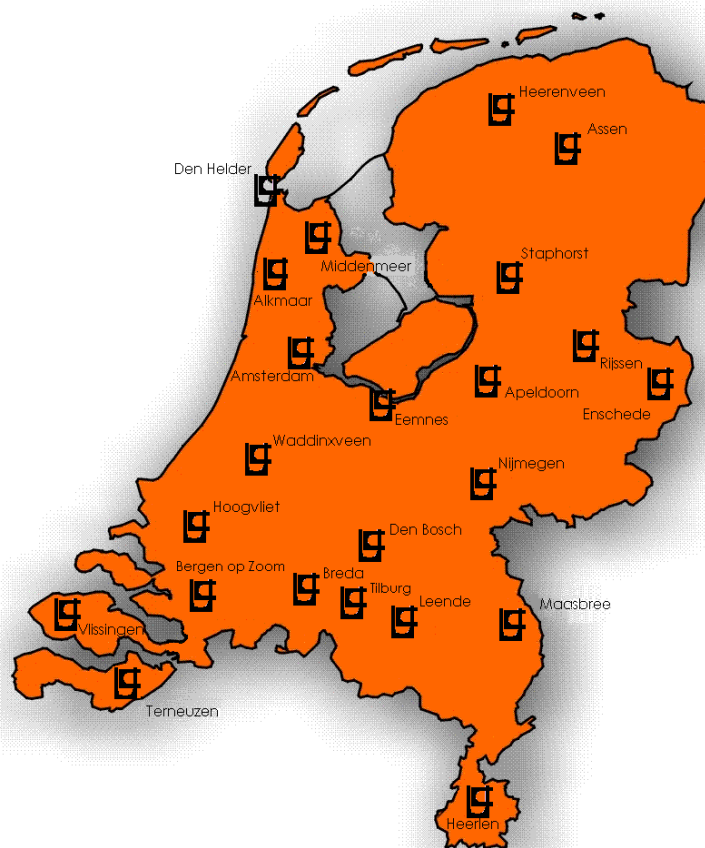 Heerenveen
Assen
Den Helder
Staphorst
Middenmeer
Alkmaar
Rijssen
Amsterdam
Apeldoorn
Enschede
Eemnes
Waddinxveen
Nijmegen
Hoogvliet
Den Bosch
Bergen op Zoom
Breda
Tilburg
Leende
Maasbree
Vlissingen
Terneuzen
Heerlen